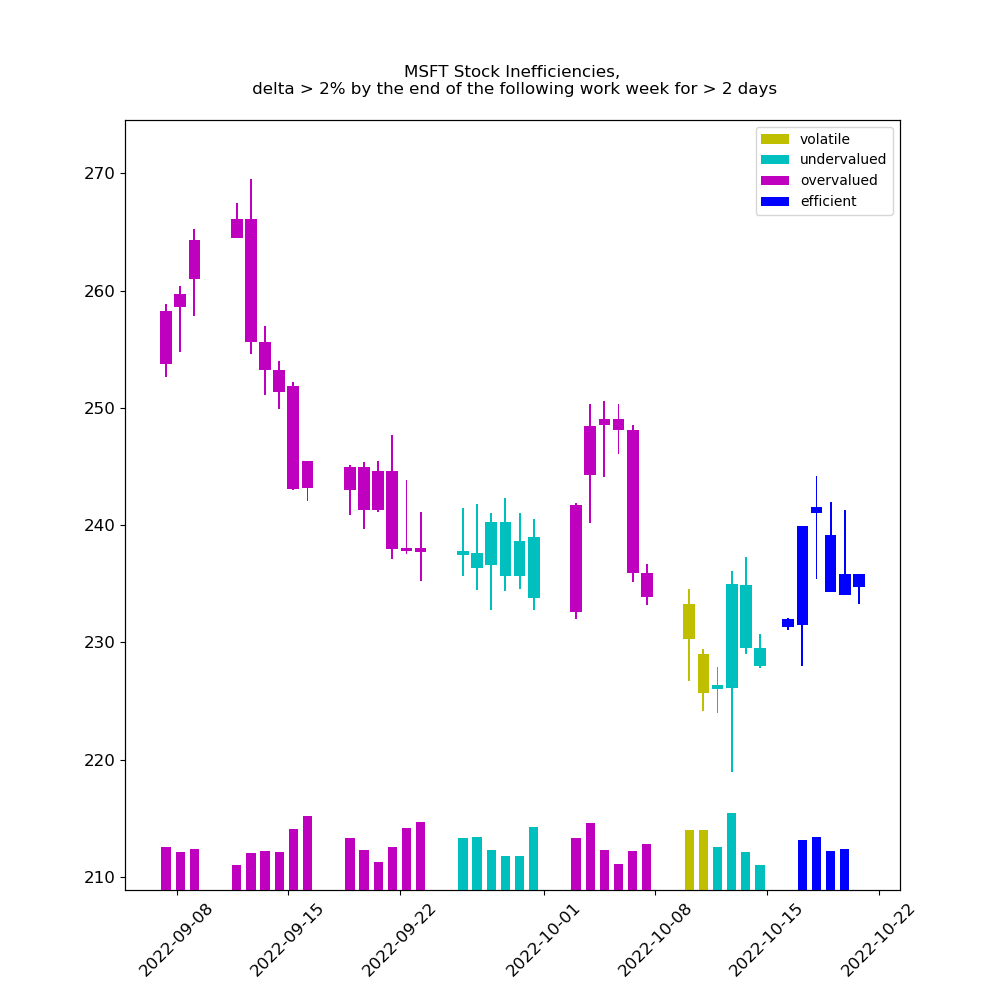 MSFT Stock Inefficiencies,
delta > 2% by the end of the following work week for > 2 days
volatile
undervalued
overvalued
efficient
270
260
250
240
230
220
210
2022-09-08
2022-09-15
2022-09-22
2022-10-01
2022-10-08
2022-10-15
2022-10-22